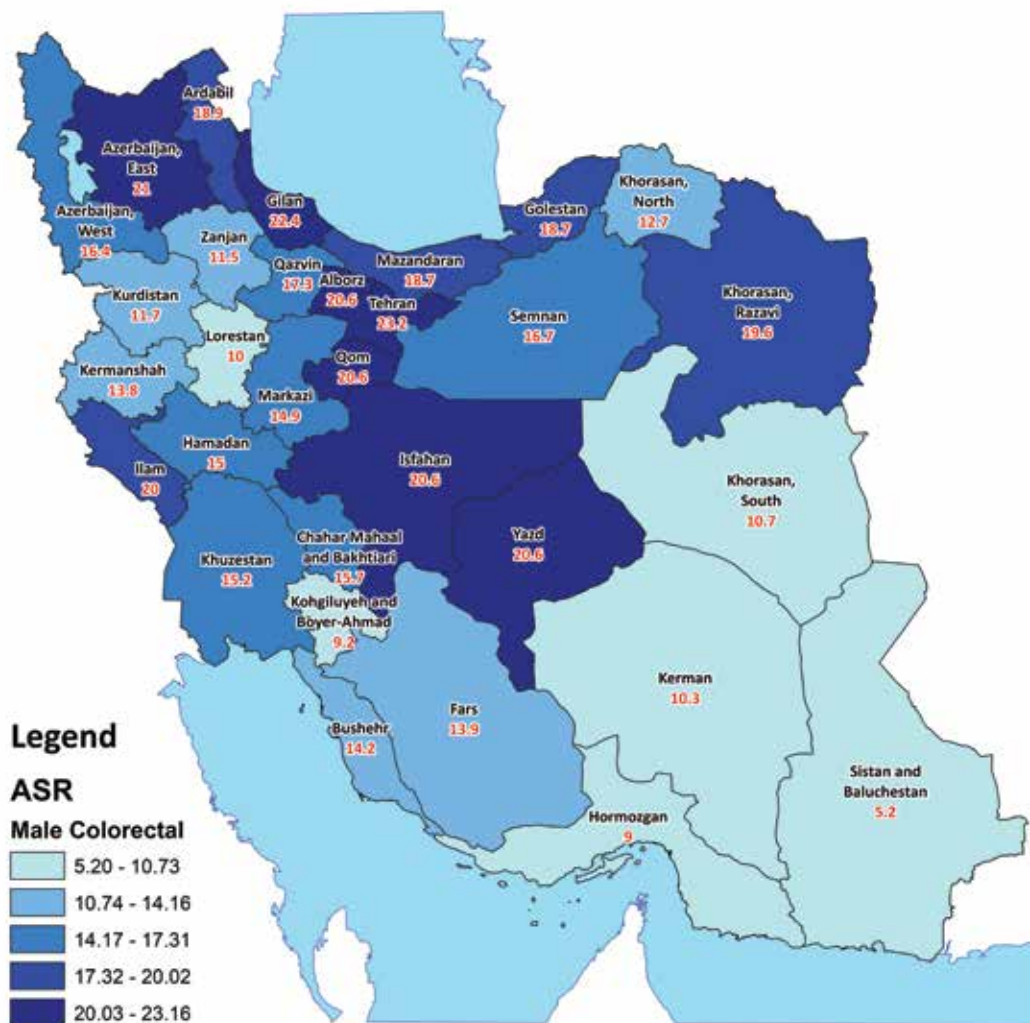 Ardabil
18.9
Azerbaijan,
East
21
Gilan
22.4
Khorasan,
North
12.7
Golestan
18.7
Azerbaijan,
West
16.4
Zanjan
11.5
Qazvin
17.3
Mazandaran
18.7
Alborz
20.6
Tehran
23.2
Khorasan,
Razavi
19.6
Kurdistan
11.7
Semnan
16.7
Lorestan
10
Qom
20.6
Kermanshah
13.8
Markazi
14.9
Hamadan
15
Isfahan
20.6
Ilam
20
Khorasan,
South
10.7
Yazd
20.6
Chahar Mahaal
and Bakhtiari
15.7
Khuzestan
15.2
Kohgiluyeh and
Boyer-Ahmad
9.2
Kerman
10.3
Fars
13.9
Bushehr
14.2
Sistan and
Baluchestan
5.2
Hormozgan
9
Legend
ASR
Male Colorectal
5.20 - 10.73
10.74 - 14.16
14.17 - 17.31
17.32 - 20.02
20.03 - 23.16